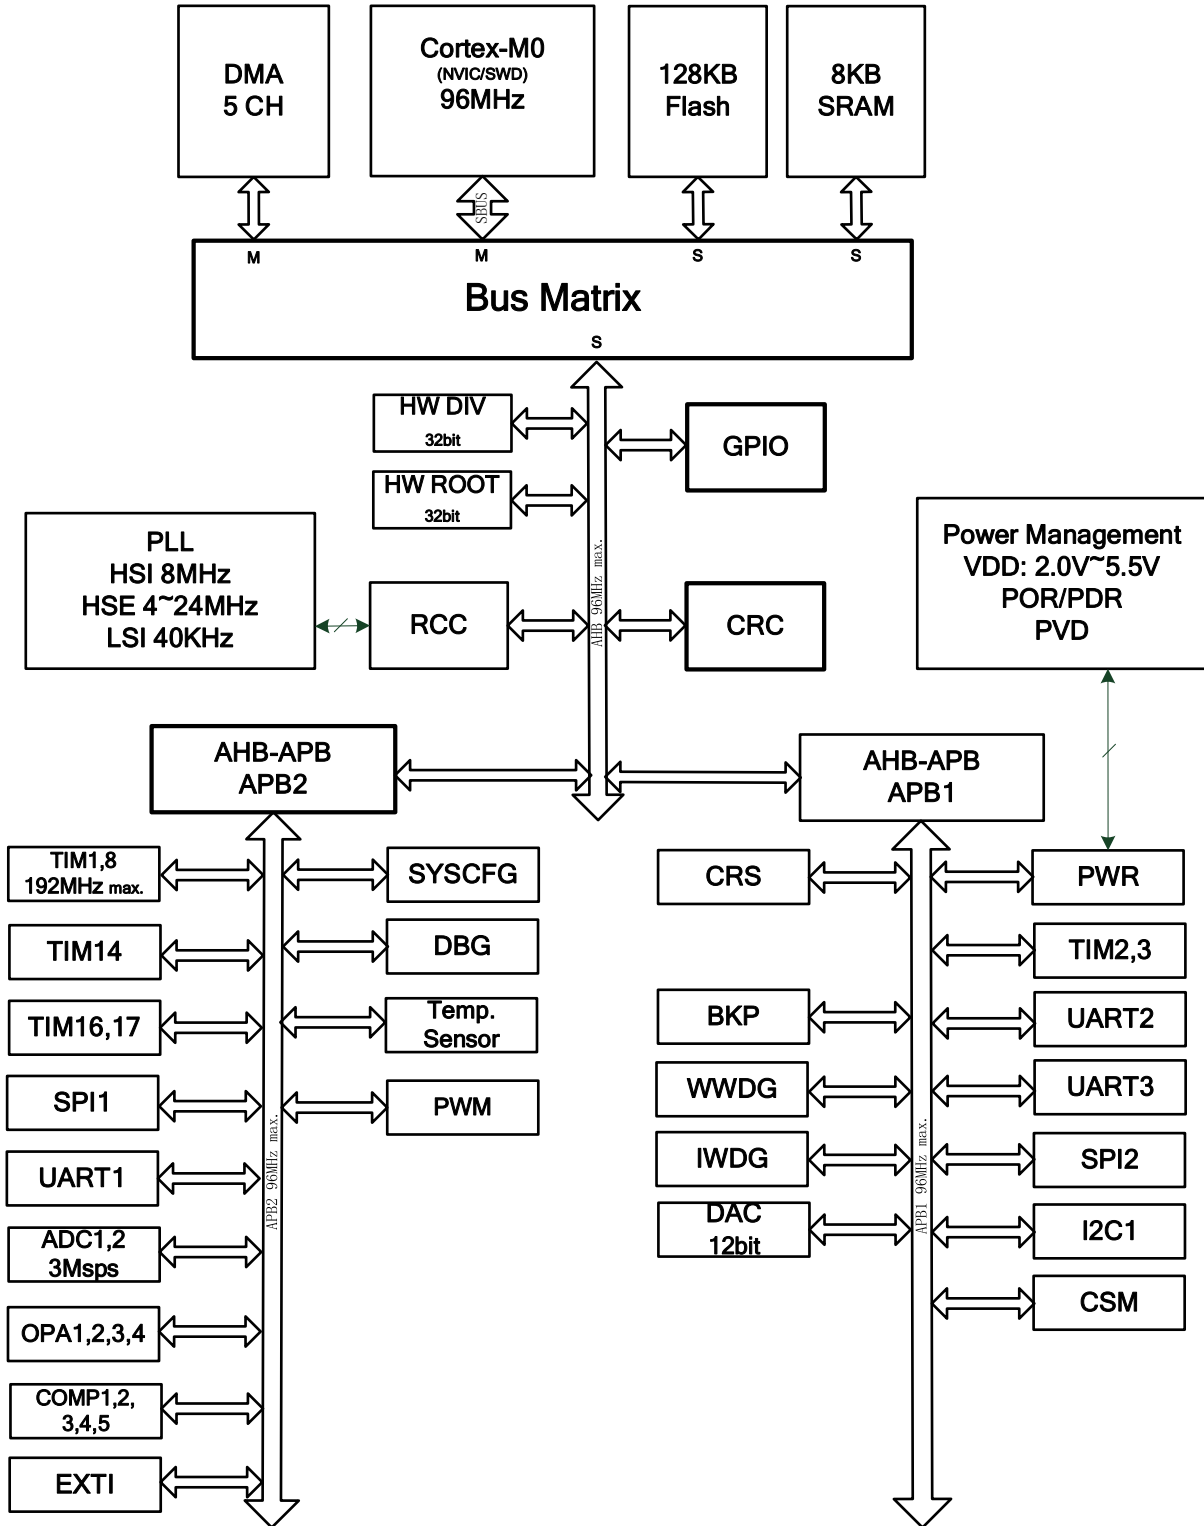 DMA
5 CH
Cortex-M0
(NVIC/SWD)
96MHz
128KB
Flash
8KB
SRAM
SBUS
M
M
S
S
Bus Matrix
S
HW DIV
32bit
GPIO
HW ROOT
32bit
AHB 96MHz max.
PLL
HSI 8MHz
HSE 4~24MHz
LSI 40KHz
RCC
CRC
Power Management
VDD: 2.0V~5.5V
POR/PDR
PVD
AHB-APB
APB2
AHB-APB
APB1
TIM1,8
192MHz max.
SYSCFG
TIM14
DBG
TIM16,17
Temp.
Sensor
SPI1
PWM
UART1
APB2 96MHz max.
ADC1,2
3Msps
OPA1,2,3,4
COMP1,2,
3,4,5
EXTI
CRS
PWR
TIM2,3
BKP
UART2
WWDG
UART3
IWDG
SPI2
APB1 96MHz max.
DAC
12bit
I2C1
CSM